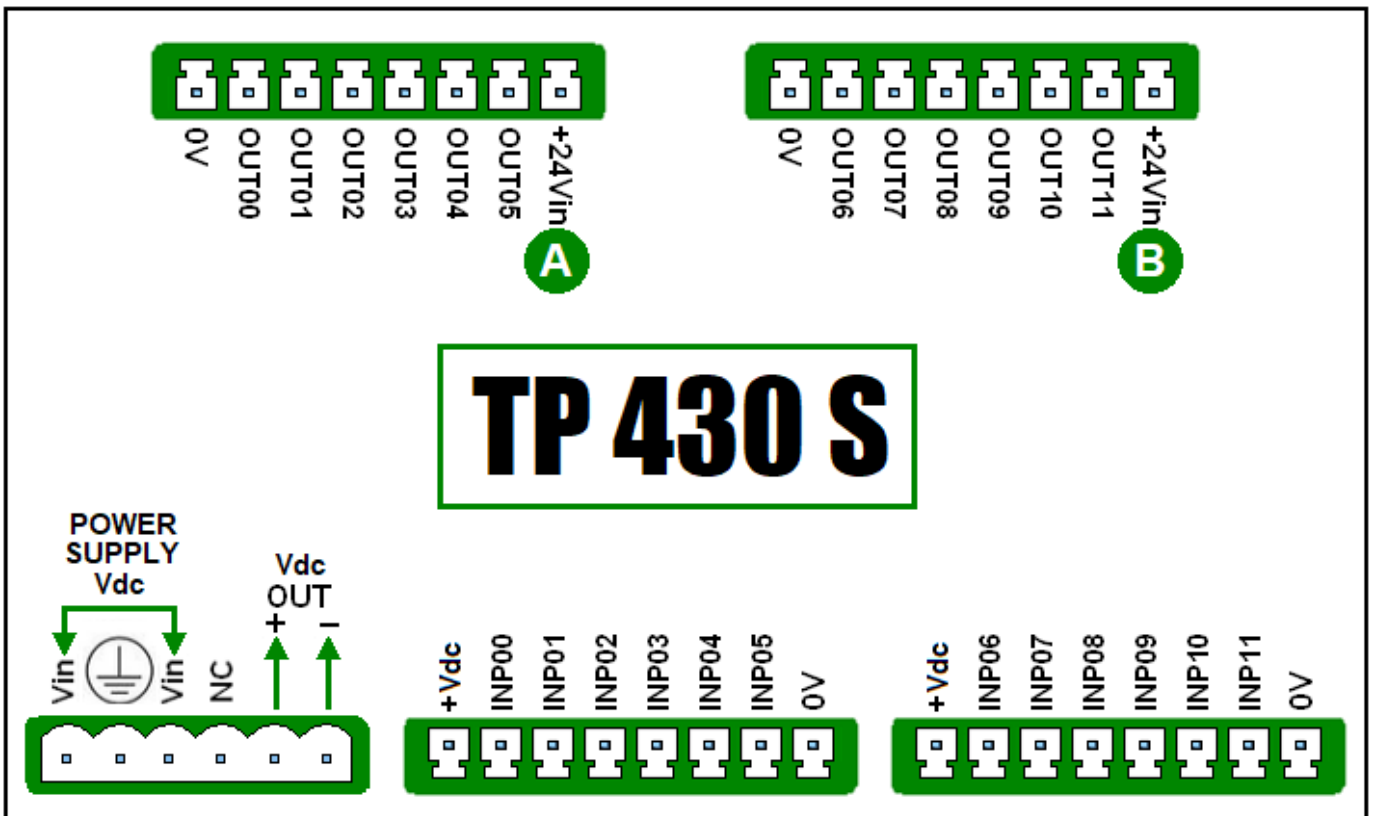 0V OUT00 OUT01 OUT02 OUT03 OUT04 OUT05 +24Vin
0V OUT06 OUT07 OUT08 OUT09 OUT10 OUT11 +24Vin
A
B
TP 430 S
POWER
SUPPLY
Vdc
Vdc
OUT
+ −
Vin Vin NC
+Vdc INP00 INP01 INP02 INP03 INP04 INP05 0V
+Vdc INP06 INP07 INP08 INP09 INP10 INP11 0V